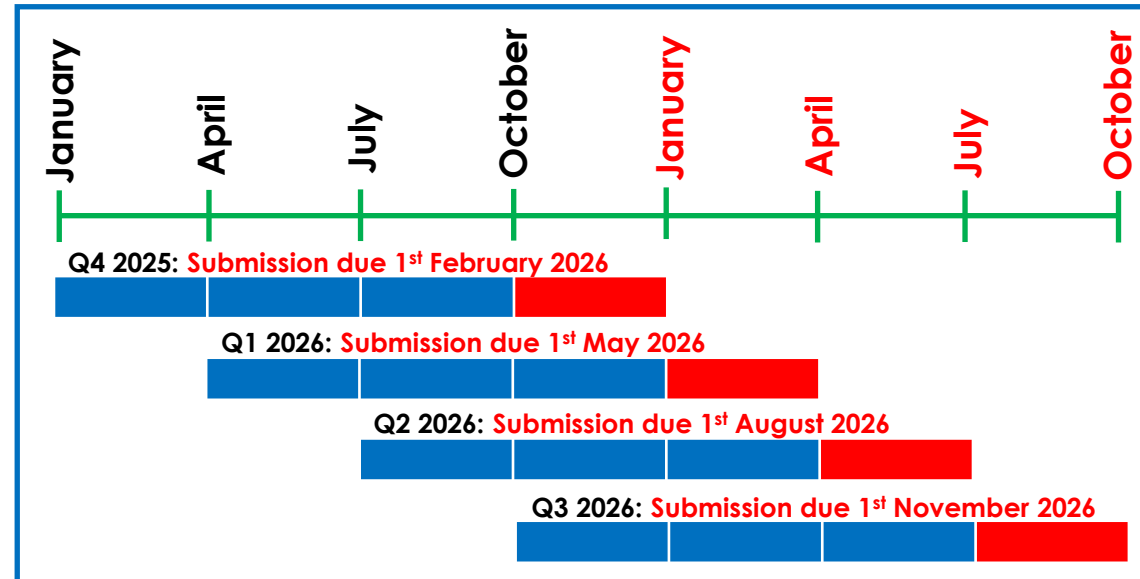 January
April
July
October
January
April
July
October
Q4 2025: Submission due 1st February 2026
Q1 2026: Submission due 1st May 2026
Q2 2026: Submission due 1st August 2026
Q3 2026: Submission due 1st November 2026